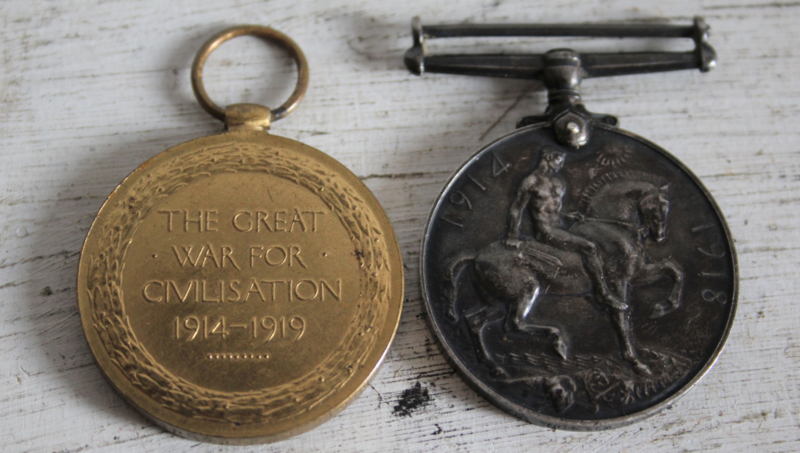 THE GREAT
· WAR FOR ·
CIVILISATION
1914-1919
1914
1918